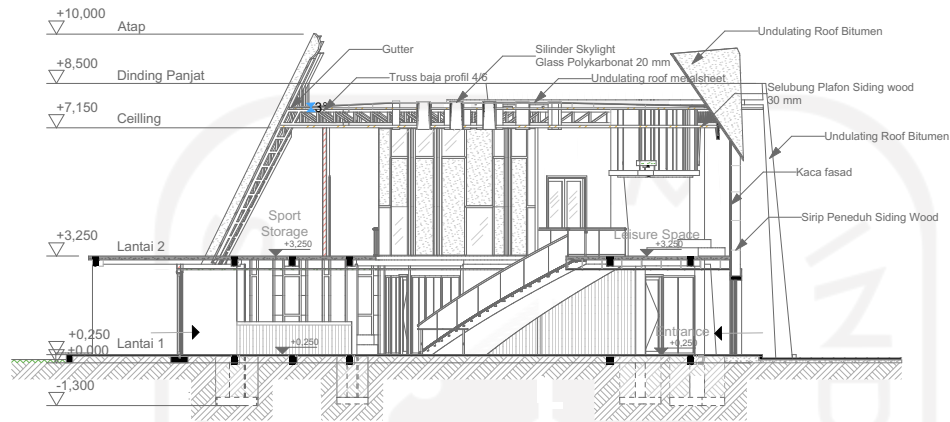 +10,000
Atap
Undulating Roof Bitumen
Gutter
Silinder Skylight
Glass Polykarbonat 20 mm
+8,500
Dinding Panjat
Truss baja profil 4/6
Undulating roof metalsheet
Selubung Plafon Siding wood
30 mm
3°
+7,150
Ceilling
Undulating Roof Bitumen
Kaca fasad
Sport
Storage
+3,250
Sirip Peneduh Siding Wood
Leisure Space
+3,250
+3,250
Lantai 2
+0,250
Lantai 1
+0,250
Entrance
+0,250
+0,000
-1,300